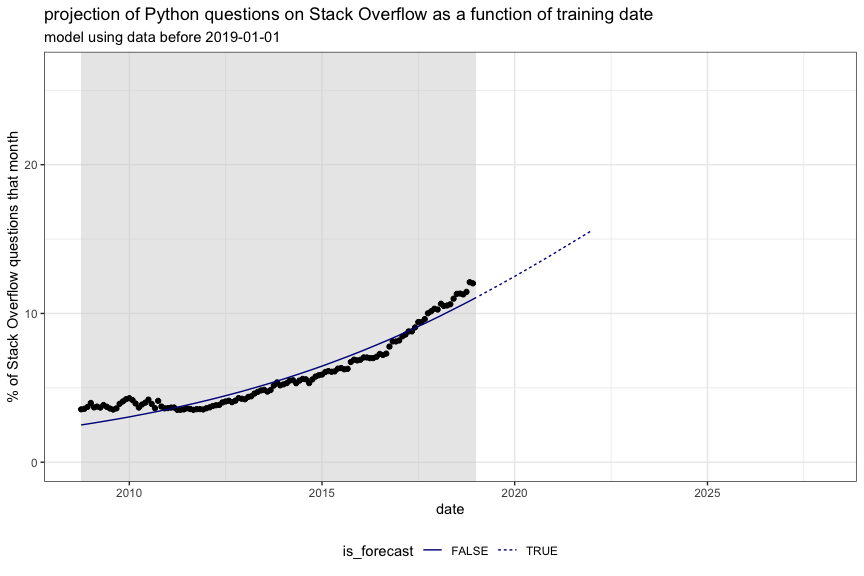 projection of Python questions on Stack Overflow as a function of training date
model using data before 2019-01-01
% of Stack Overflow questions that month
20
10
0
2010 2015 2020 2025
date
is_forecast FALSE TRUE